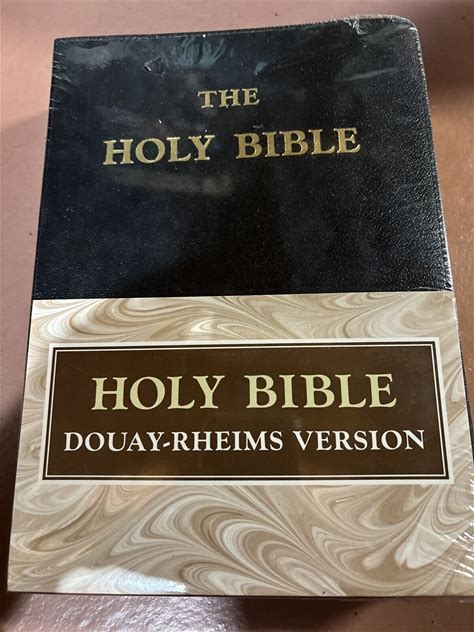 THE
HOLY BIBLE
HOLY BIBLE
DOUAY-RHEIMS VERSION